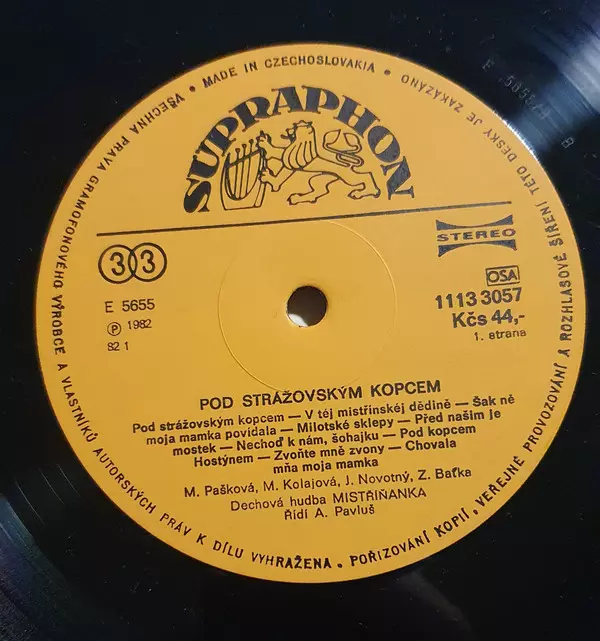 • MADE IN CZECHOSLOVAKIA •
VŠECHNA PRÁVA GRAMOFONOVÉHO VÝROBCE A VLASTNÍKŮ AUTORSKÝCH PRÁV K DÍLU VYHRAŽENA. POŘIZOVÁNÍ KOPIÍ, VEŘEJNÉ PROVOZOVÁNÍ A ROZHLASOVÉ ŠÍŘENÍ TÉTO DESKY JE ZAKÁZÁNO
SUPRAPHON
33
STEREO
E 5655
Ⓟ 1982
82 1
OSA
1113 3057
Kčs 44,-
1. strana
POD STRÁŽOVSKÝM KOPCEM
Pod strážovským kopcem — V téj mistřinskéj dědině — Šak ně
moja mamka povídala — Milotské sklepy — Před našim je
mostek — Nechoď k nám, šohajku — Pod kopcem
Hostýnem — Zvoňte mně zvony — Chovala
mňa moja mamka
M. Pašková, M. Kolajová, J. Novotný, Z. Baťka
Dechová hudba MISTŘIŇANKA
Řídí A. Pavluš